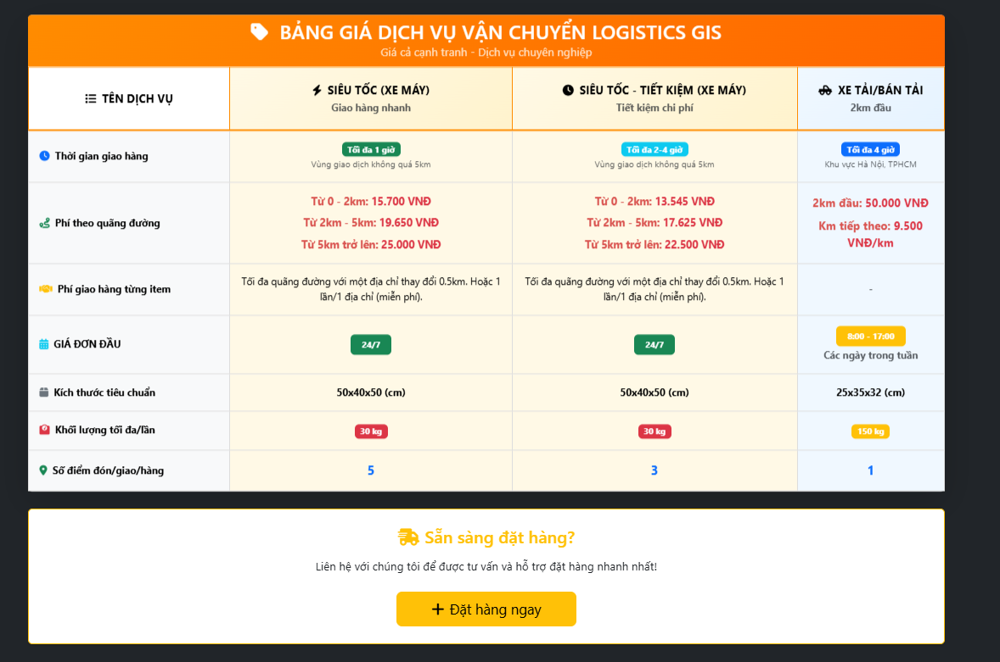 BẢNG GIÁ DỊCH VỤ VẬN CHUYỂN LOGISTICS GIS
Giá cả cạnh tranh - Dịch vụ chuyên nghiệp
TÊN DỊCH VỤ
SIÊU TỐC (XE MÁY)
Giao hàng nhanh
SIÊU TỐC - TIẾT KIỆM (XE MÁY)
Tiết kiệm chi phí
XE TẢI/BÁN TẢI
2km đầu
Thời gian giao hàng
Tối đa 1 giờ
Vùng giao dịch không quá 5km
Tối đa 2-4 giờ
Vùng giao dịch không quá 5km
Tối đa 4 giờ
Khu vực Hà Nội, TPHCM
Phí theo quãng đường
Từ 0 - 2km: 15.700 VNĐ
Từ 2km - 5km: 19.650 VNĐ
Từ 5km trở lên: 25.000 VNĐ
Từ 0 - 2km: 13.545 VNĐ
Từ 2km - 5km: 17.625 VNĐ
Từ 5km trở lên: 22.500 VNĐ
2km đầu: 50.000 VNĐ
Km tiếp theo: 9.500
VNĐ/km
Phí giao hàng từng item
Tối đa quãng đường với một địa chỉ thay đổi 0.5km. Hoặc 1
lần/1 địa chỉ (miễn phí).
Tối đa quãng đường với một địa chỉ thay đổi 0.5km. Hoặc 1
lần/1 địa chỉ (miễn phí).
-
GIÁ ĐƠN ĐẦU
24/7
24/7
8:00 - 17:00
Các ngày trong tuần
Kích thước tiêu chuẩn
50x40x50 (cm)
50x40x50 (cm)
25x35x32 (cm)
Khối lượng tối đa/lần
30 kg
30 kg
150 kg
Số điểm đón/giao/hàng
5
3
1
Sẵn sàng đặt hàng?
Liên hệ với chúng tôi để được tư vấn và hỗ trợ đặt hàng nhanh nhất!
+ Đặt hàng ngay